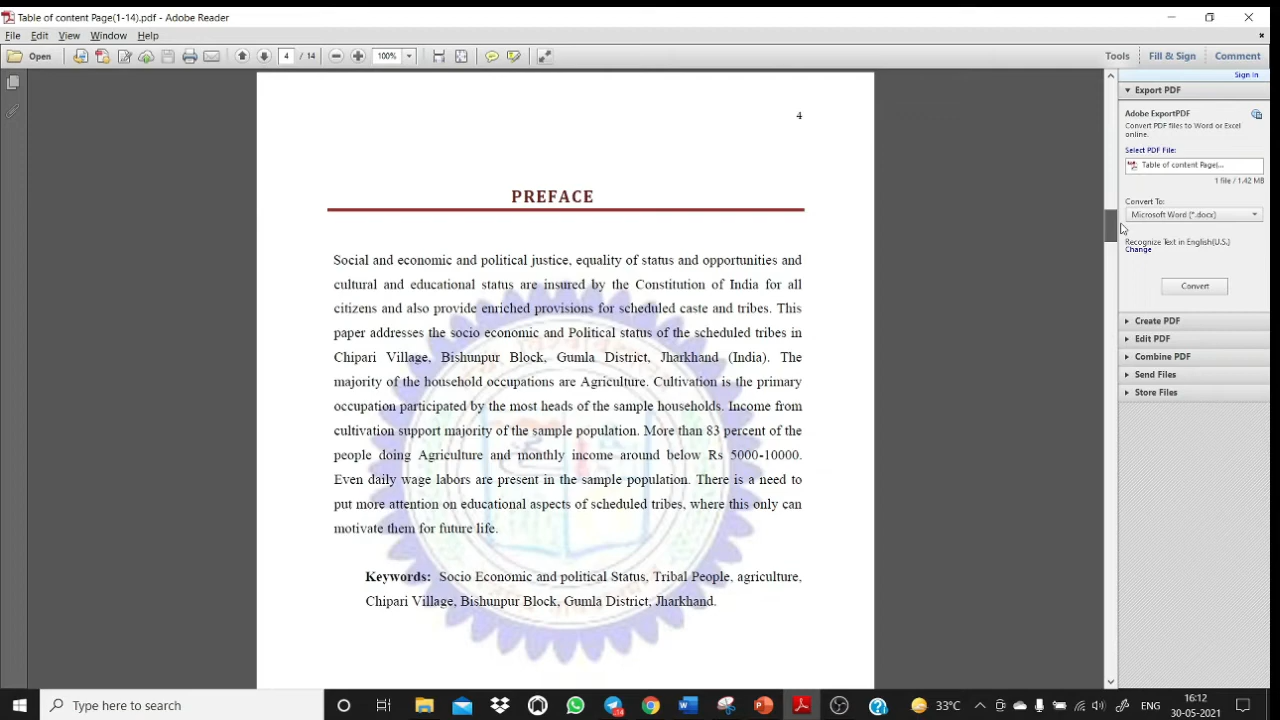 Table of content Page(1-14).pdf - Adobe Reader
File Edit View Window Help
Open 4 / 14 100% Tools Fill & Sign Comment
Sign In
Export PDF
Adobe ExportPDF
Convert PDF files to Word or Excel
online.
Select PDF File:
Table of content Page(...
1 file / 1.42 MB
Convert To:
Microsoft Word (*.docx)
Recognize Text in English(U.S.)
Change
Convert
Create PDF
Edit PDF
Combine PDF
Send Files
Store Files
4
PREFACE
Social and economic and political justice, equality of status and opportunities and
cultural and educational status are insured by the Constitution of India for all
citizens and also provide enriched provisions for scheduled caste and tribes. This
paper addresses the socio economic and Political status of the scheduled tribes in
Chipari Village, Bishunpur Block, Gumla District, Jharkhand (India). The
majority of the household occupations are Agriculture. Cultivation is the primary
occupation participated by the most heads of the sample households. Income from
cultivation support majority of the sample population. More than 83 percent of the
people doing Agriculture and monthly income around below Rs 5000-10000.
Even daily wage labors are present in the sample population. There is a need to
put more attention on educational aspects of scheduled tribes, where this only can
motivate them for future life.
Keywords: Socio Economic and political Status, Tribal People, agriculture,
Chipari Village, Bishunpur Block, Gumla District, Jharkhand.
Type here to search
33°C ENG 16:12
30-05-2021